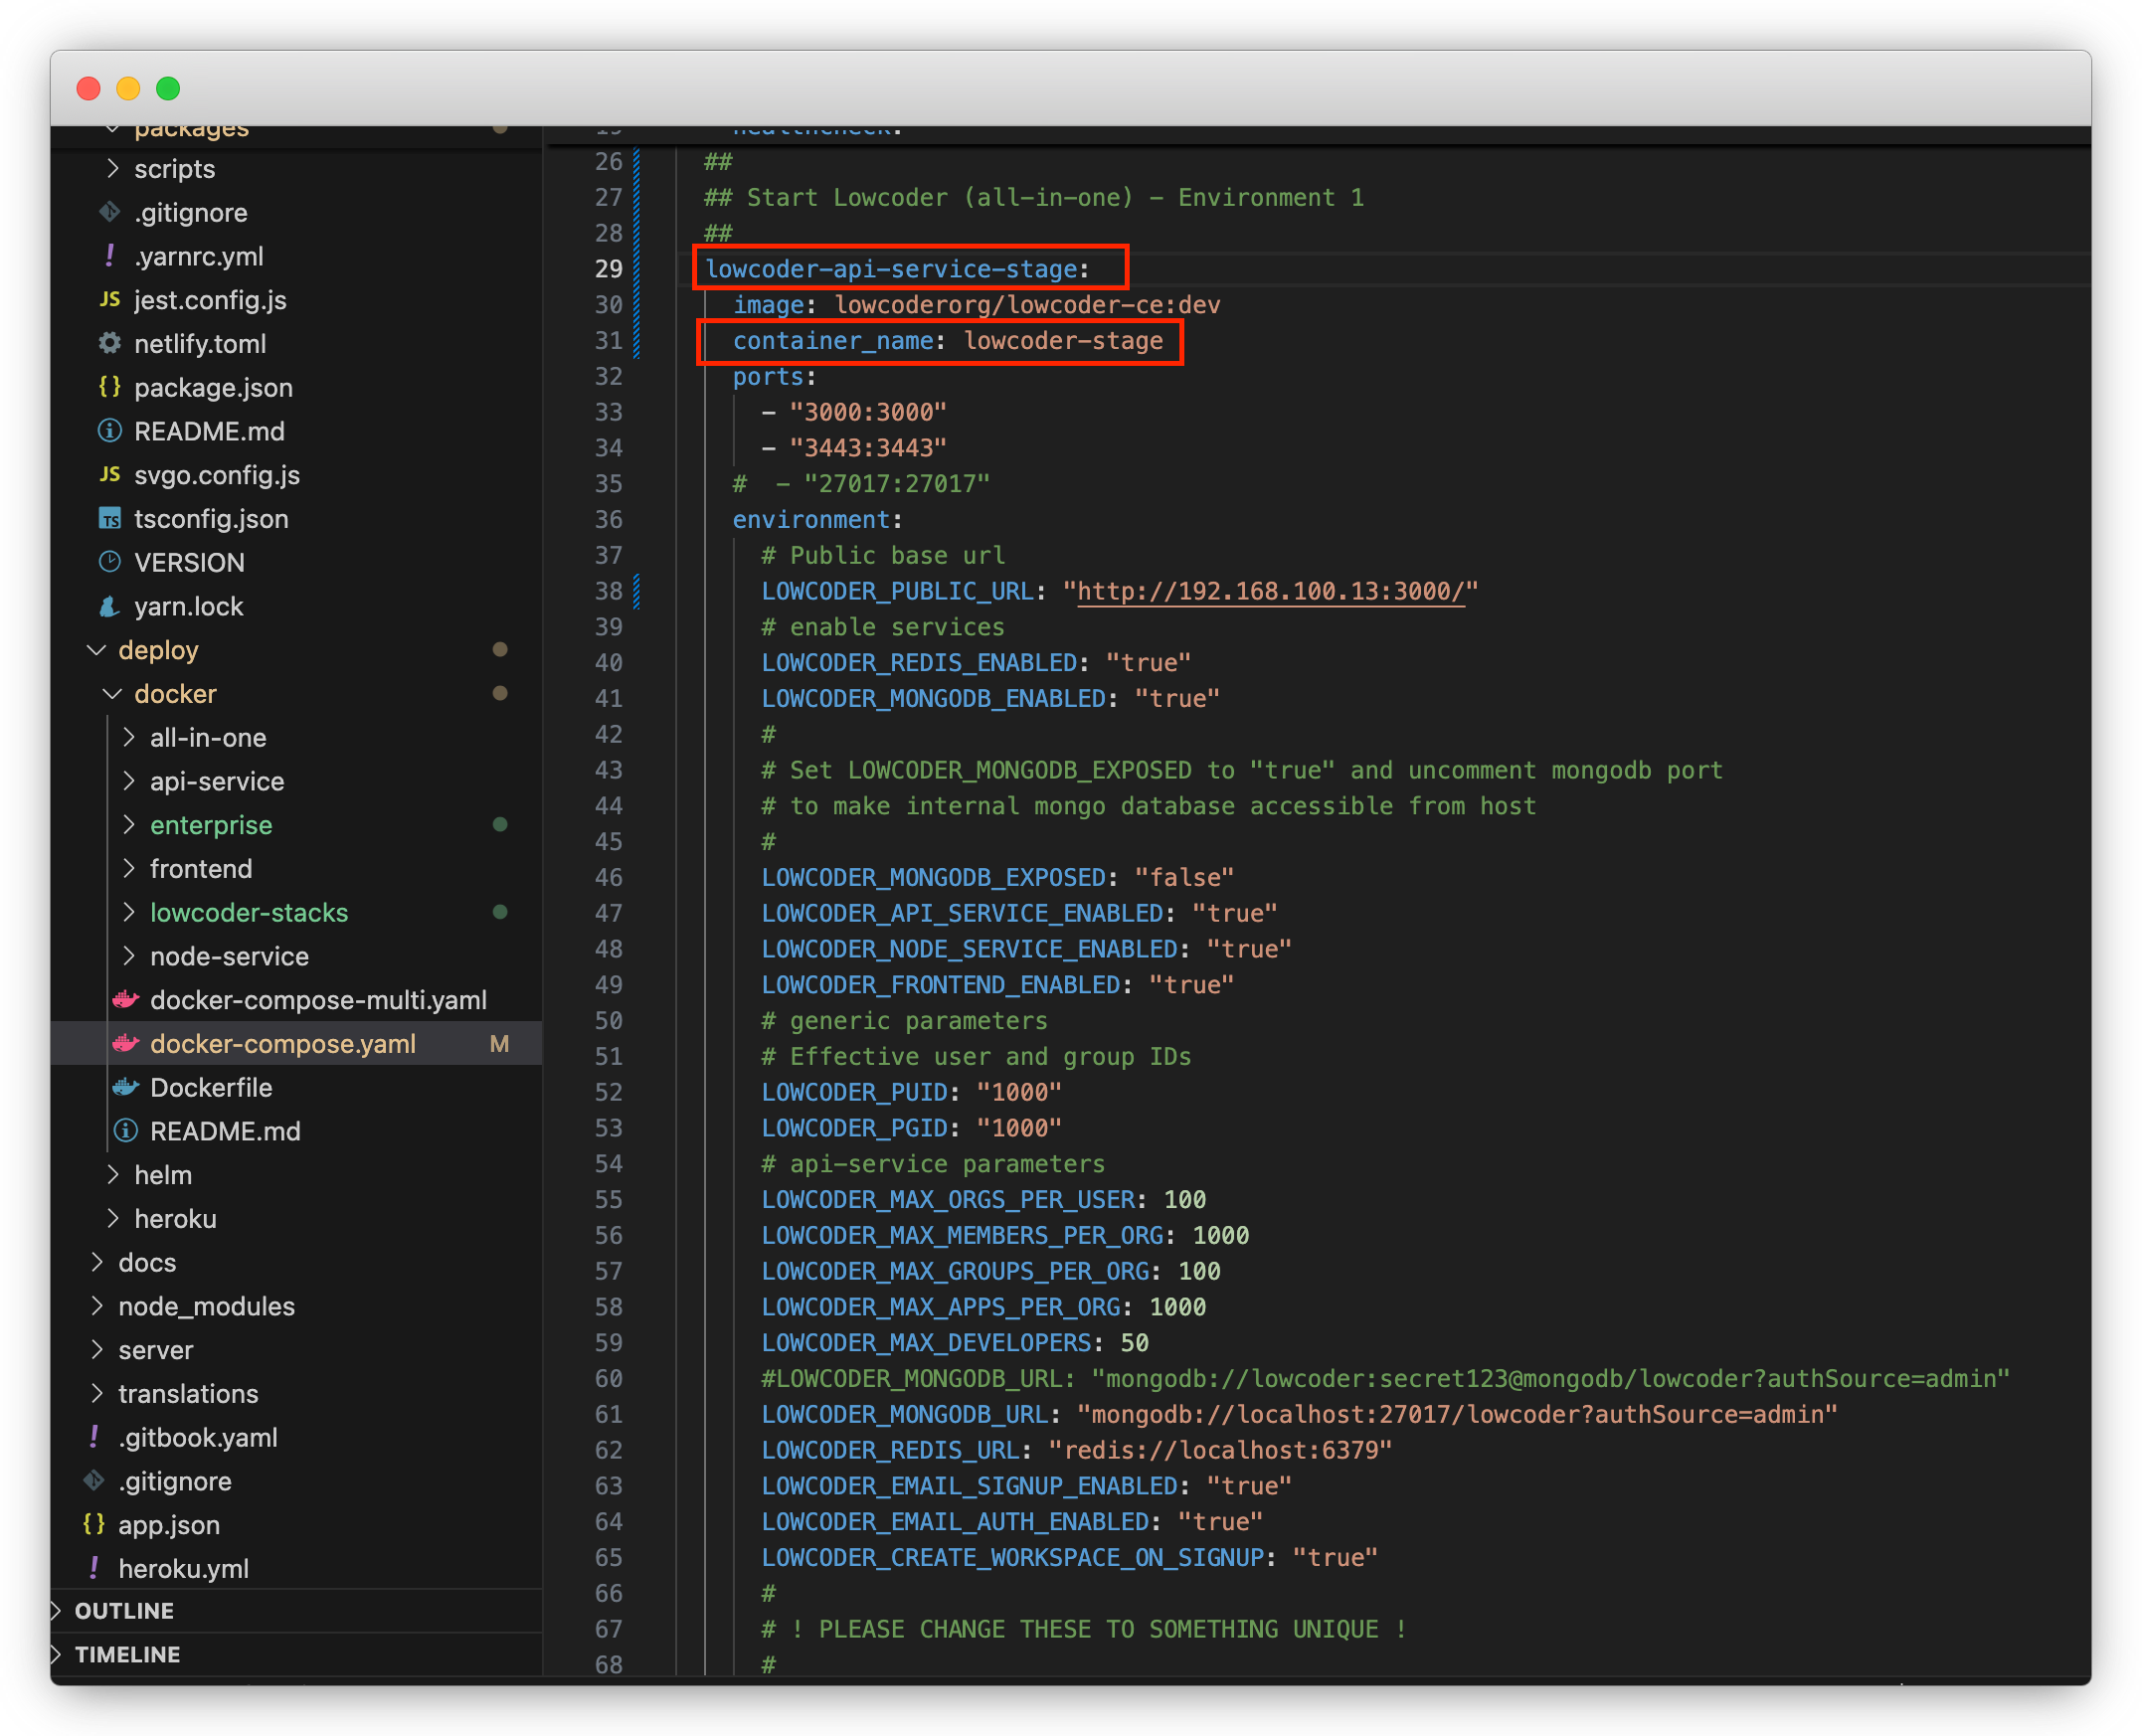 packages
scripts
.gitignore
! .yarnrc.yml
JS jest.config.js
netlify.toml
{} package.json
README.md
JS svgo.config.js
TS tsconfig.json
VERSION
yarn.lock
deploy
docker
all-in-one
api-service
enterprise
frontend
lowcoder-stacks
node-service
docker-compose-multi.yaml
docker-compose.yaml M
Dockerfile
README.md
helm
heroku
docs
node_modules
server
translations
! .gitbook.yaml
.gitignore
{} app.json
! heroku.yml
OUTLINE
TIMELINE
19 healthcheck:
26 ##
27 ## Start Lowcoder (all-in-one) - Environment 1
28 ##
29 lowcoder-api-service-stage:
30 image: lowcoderorg/lowcoder-ce:dev
31 container_name: lowcoder-stage
32 ports:
33 - "3000:3000"
34 - "3443:3443"
35 # - "27017:27017"
36 environment:
37 # Public base url
38 LOWCODER_PUBLIC_URL: "http://192.168.100.13:3000/"
39 # enable services
40 LOWCODER_REDIS_ENABLED: "true"
41 LOWCODER_MONGODB_ENABLED: "true"
42 #
43 # Set LOWCODER_MONGODB_EXPOSED to "true" and uncomment mongodb port
44 # to make internal mongo database accessible from host
45 #
46 LOWCODER_MONGODB_EXPOSED: "false"
47 LOWCODER_API_SERVICE_ENABLED: "true"
48 LOWCODER_NODE_SERVICE_ENABLED: "true"
49 LOWCODER_FRONTEND_ENABLED: "true"
50 # generic parameters
51 # Effective user and group IDs
52 LOWCODER_PUID: "1000"
53 LOWCODER_PGID: "1000"
54 # api-service parameters
55 LOWCODER_MAX_ORGS_PER_USER: 100
56 LOWCODER_MAX_MEMBERS_PER_ORG: 1000
57 LOWCODER_MAX_GROUPS_PER_ORG: 100
58 LOWCODER_MAX_APPS_PER_ORG: 1000
59 LOWCODER_MAX_DEVELOPERS: 50
60 #LOWCODER_MONGODB_URL: "mongodb://lowcoder:secret123@mongodb/lowcoder?authSource=admin"
61 LOWCODER_MONGODB_URL: "mongodb://localhost:27017/lowcoder?authSource=admin"
62 LOWCODER_REDIS_URL: "redis://localhost:6379"
63 LOWCODER_EMAIL_SIGNUP_ENABLED: "true"
64 LOWCODER_EMAIL_AUTH_ENABLED: "true"
65 LOWCODER_CREATE_WORKSPACE_ON_SIGNUP: "true"
66 #
67 # ! PLEASE CHANGE THESE TO SOMETHING UNIQUE !
68 #